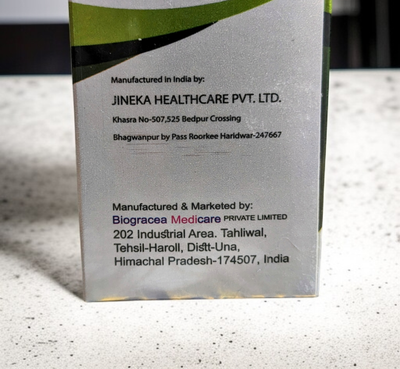 Manufactured in India by:
JINEKA HEALTHCARE PVT. LTD.
Khasra No-507,525 Bedpur Crossing
Bhagwanpur by Pass Roorkee Haridwar-247667
Manufactured & Marketed by:
Biogracea Medicare PRIVATE LIMITED
202 Industrial Area. Tahliwal,
Tehsil-Haroll, Distt-Una,
Himachal Pradesh-174507, India